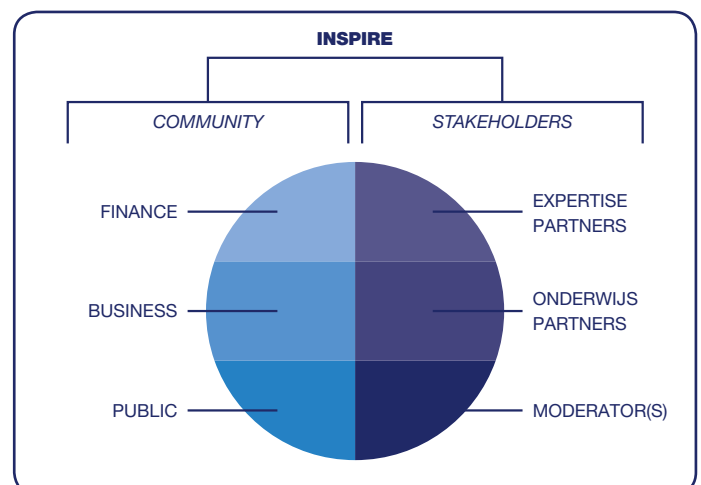 INSPIRE
COMMUNITY
STAKEHOLDERS
FINANCE
BUSINESS
PUBLIC
EXPERTISE
PARTNERS
ONDERWIJS
PARTNERS
MODERATOR(S)